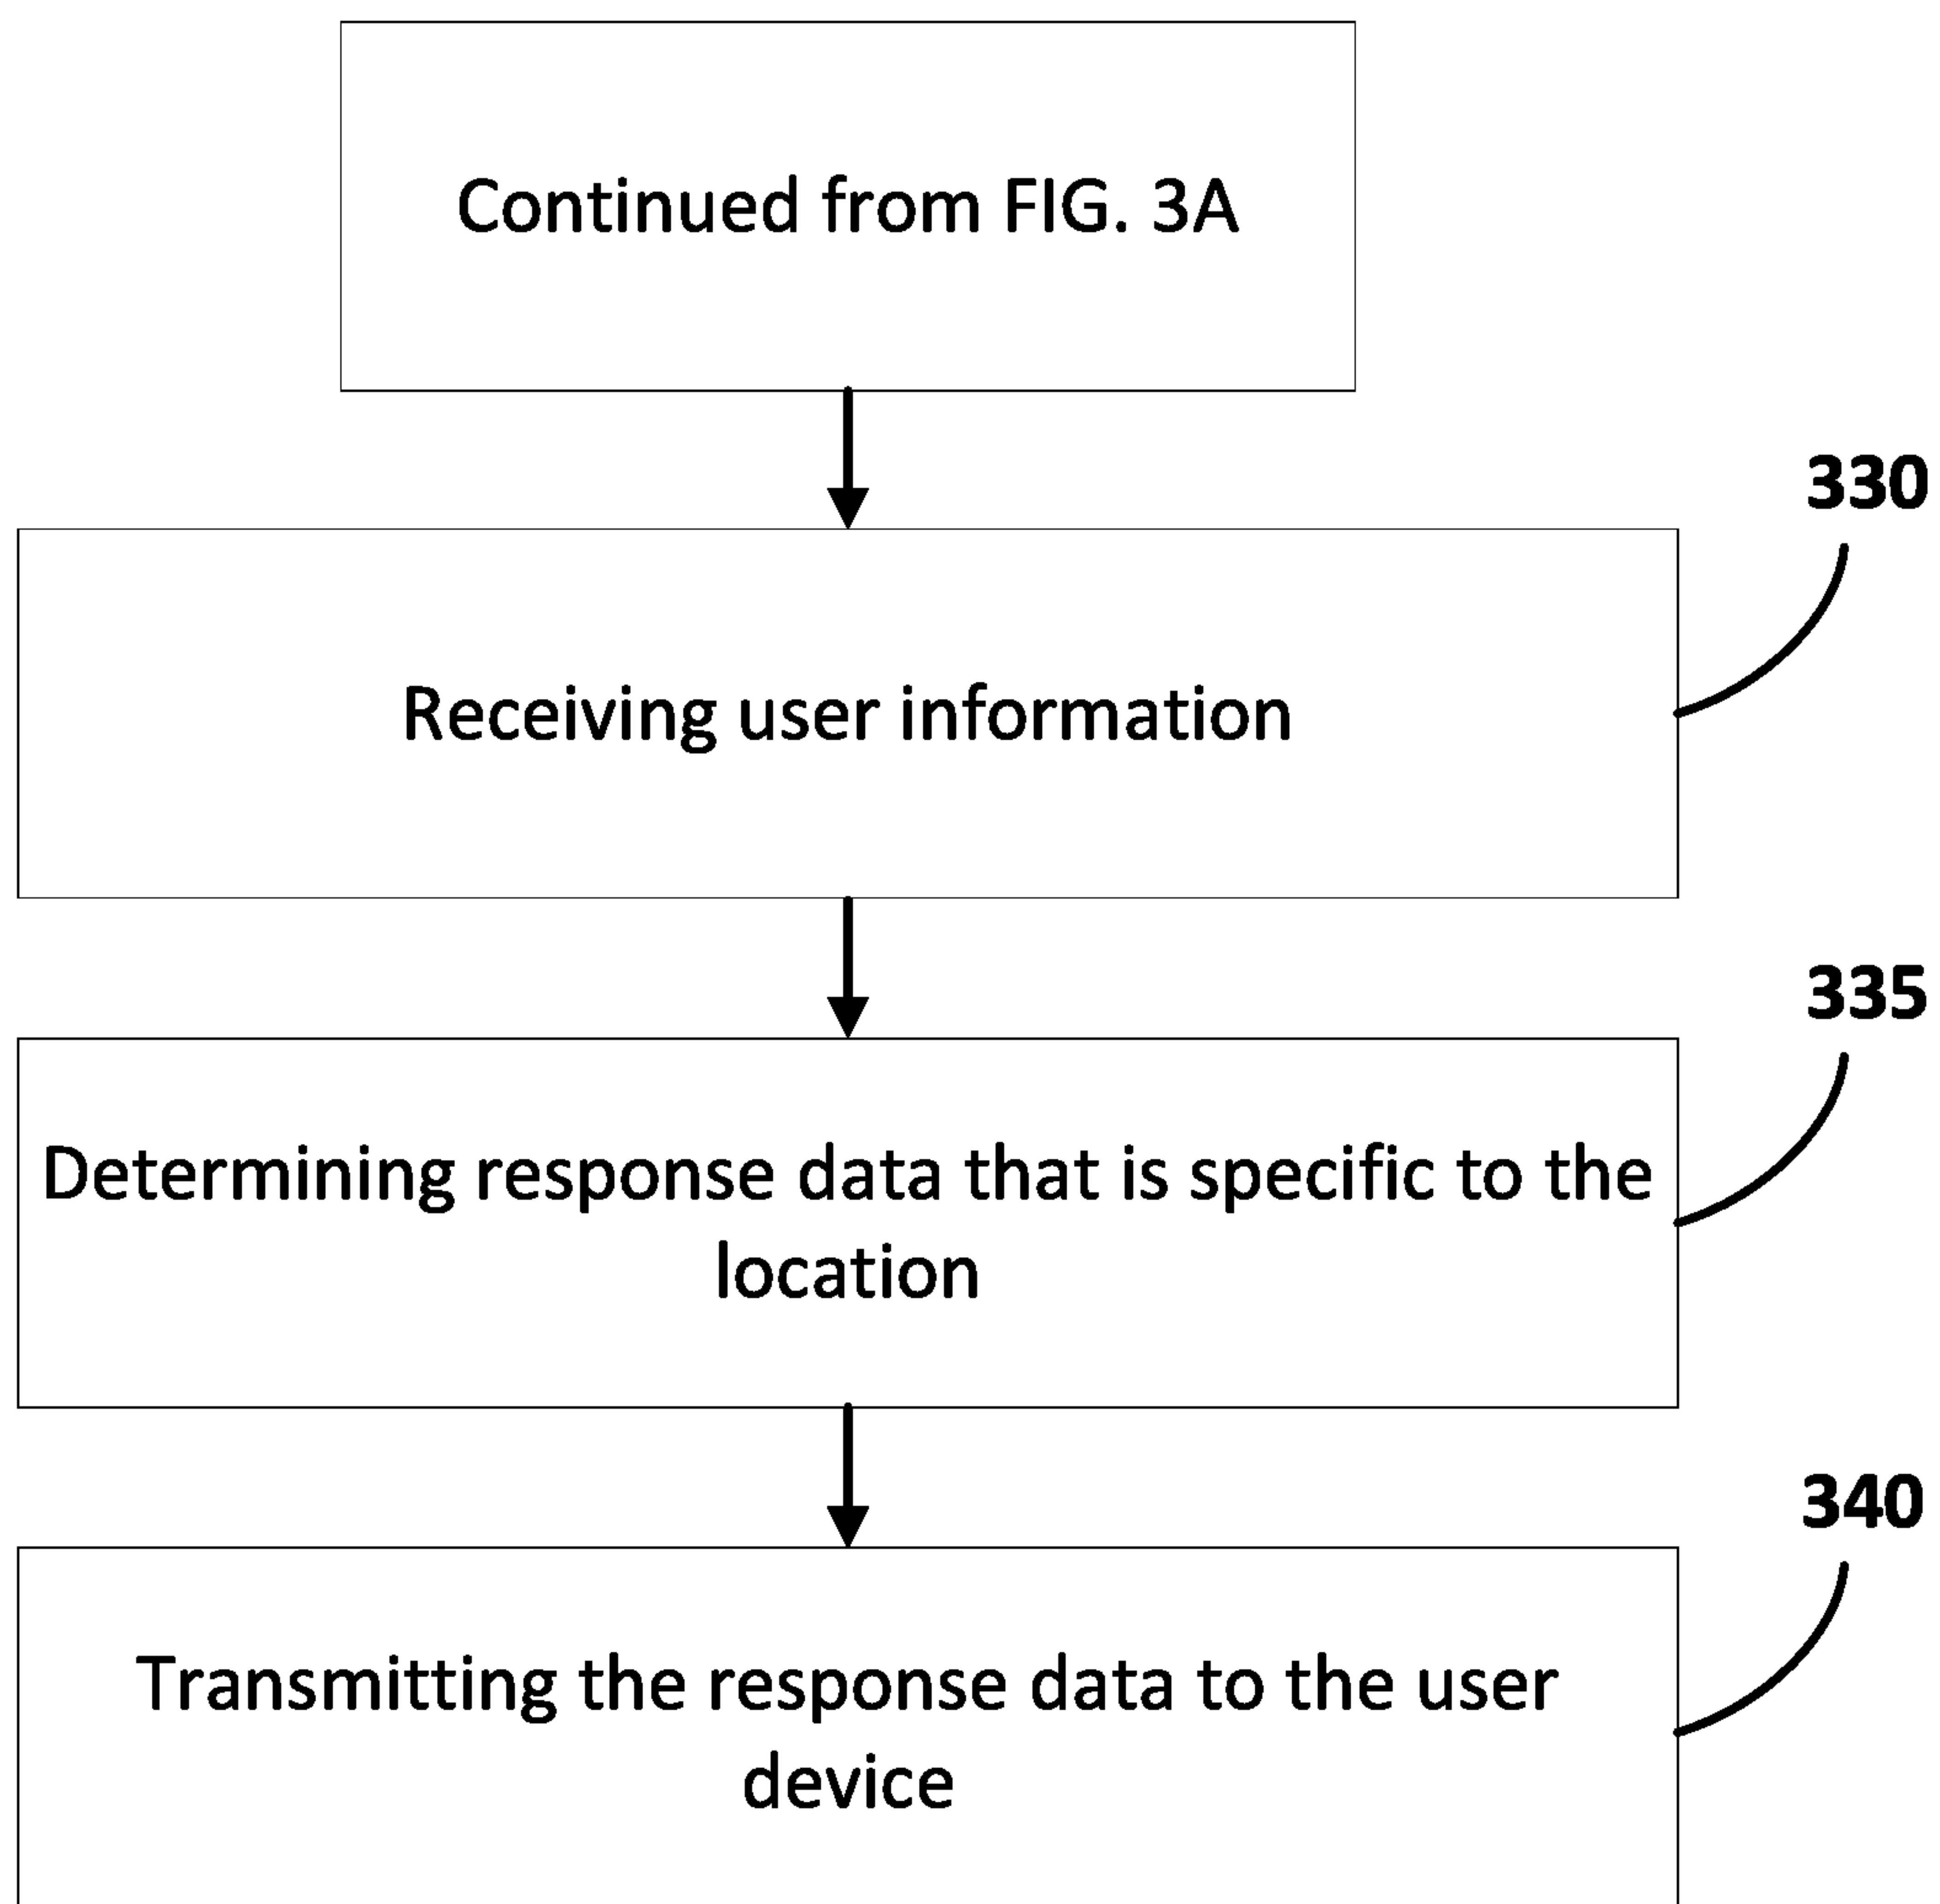 Continued from FIG. 3A
330
Receiving user information
335
Determining response data that is specific to the
location
340
Transmitting the response data to the user
device